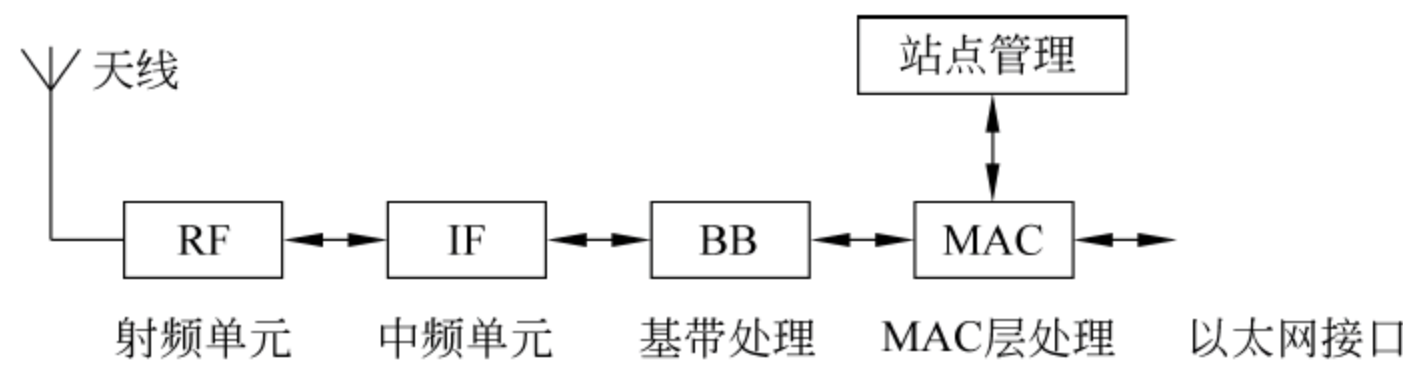 天线
站点管理
RF
IF
BB
MAC
射频单元
中频单元
基带处理
MAC层处理
以太网接口